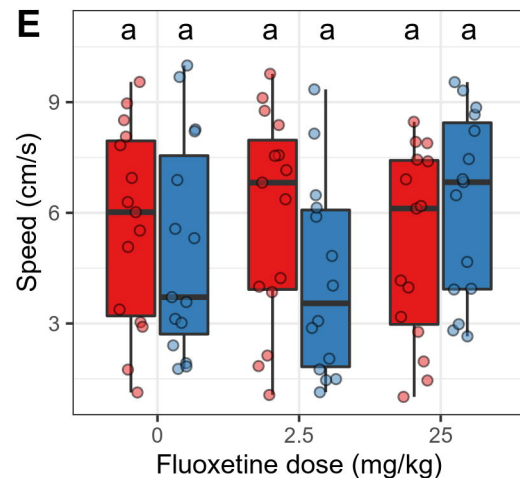 E
a a a a a a
Speed (cm/s)
9
6
3
0 2.5 25
Fluoxetine dose (mg/kg)